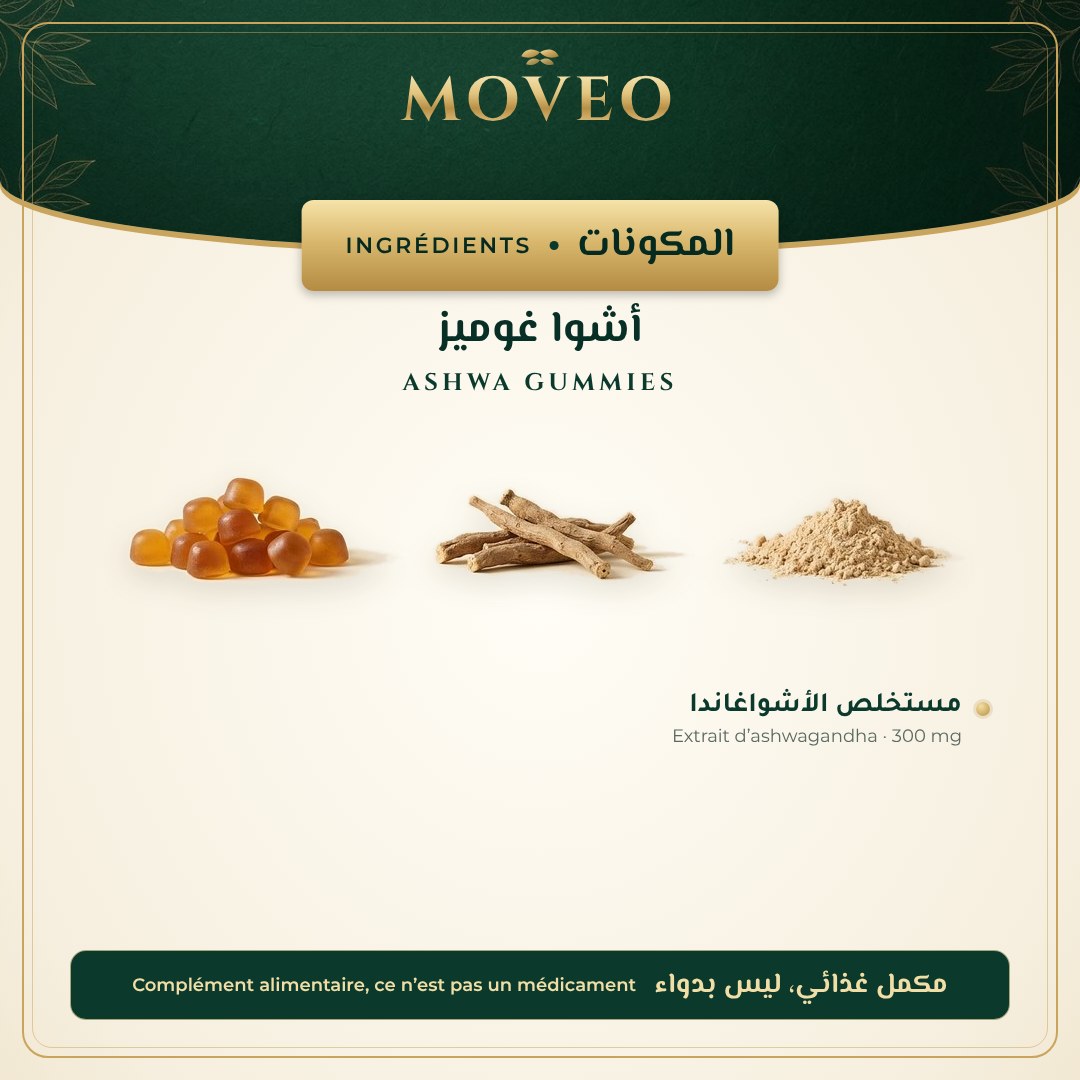 MOVEO
INGRÉDIENTS • المكونات
أشوا غوميز
ASHWA GUMMIES
مستخلص الأشواغاندا
Extrait d’ashwagandha · 300 mg
Complément alimentaire, ce n’est pas un médicament مكمل غذائي، ليس بدواء